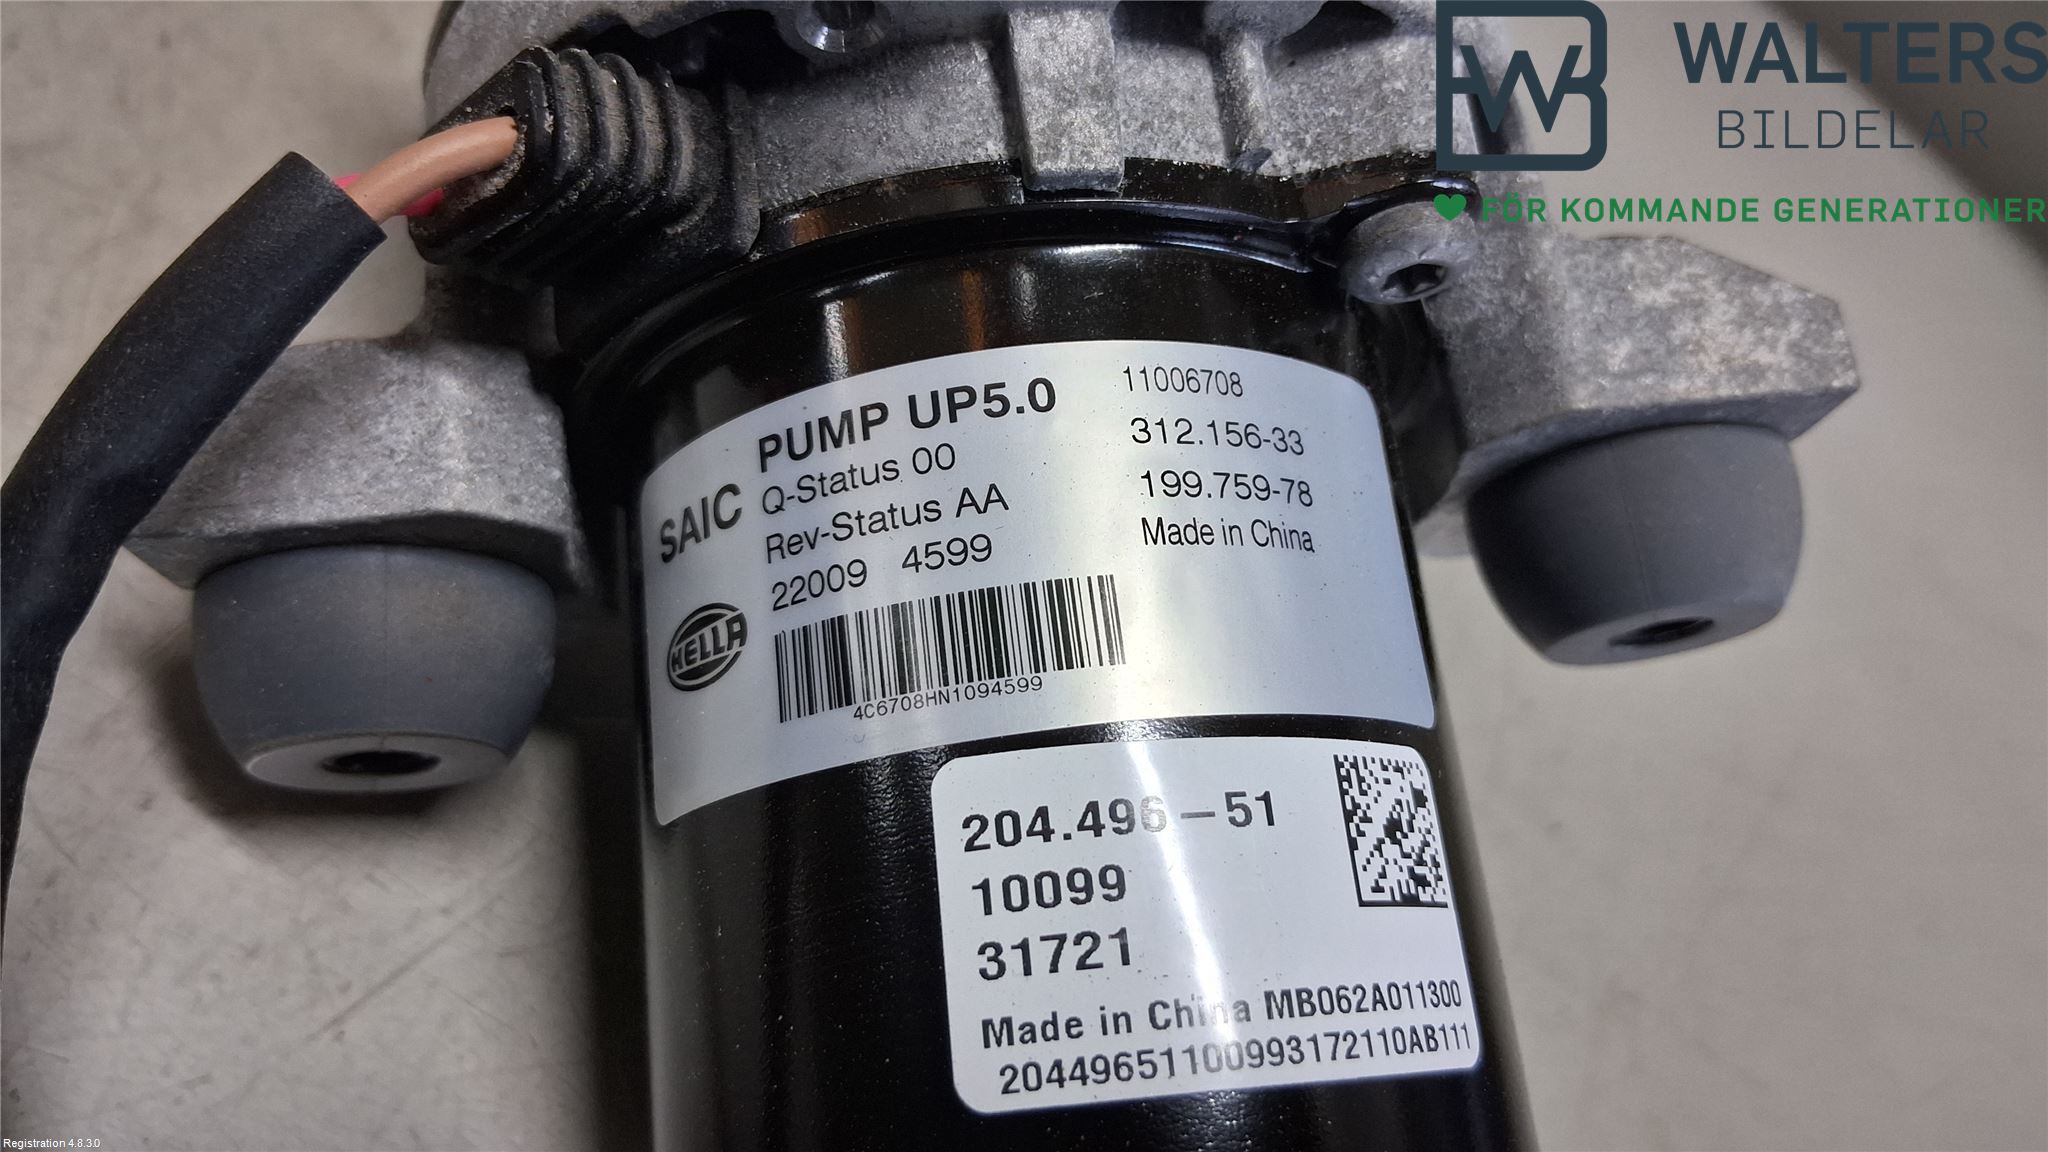 WALTERS
BILDELAR
FÖR KOMMANDE GENERATIONER
SAIC
PUMP UP5.0
Q-Status 00
Rev-Status AA
22009 4599
HELLA
4C6708HN1094599
11006708
312.156-33
199.759-78
Made in China
204.496-51
10099
31721
Made in China MB062A011300
20449651100993172110AB111
Registration 4.8.3.0